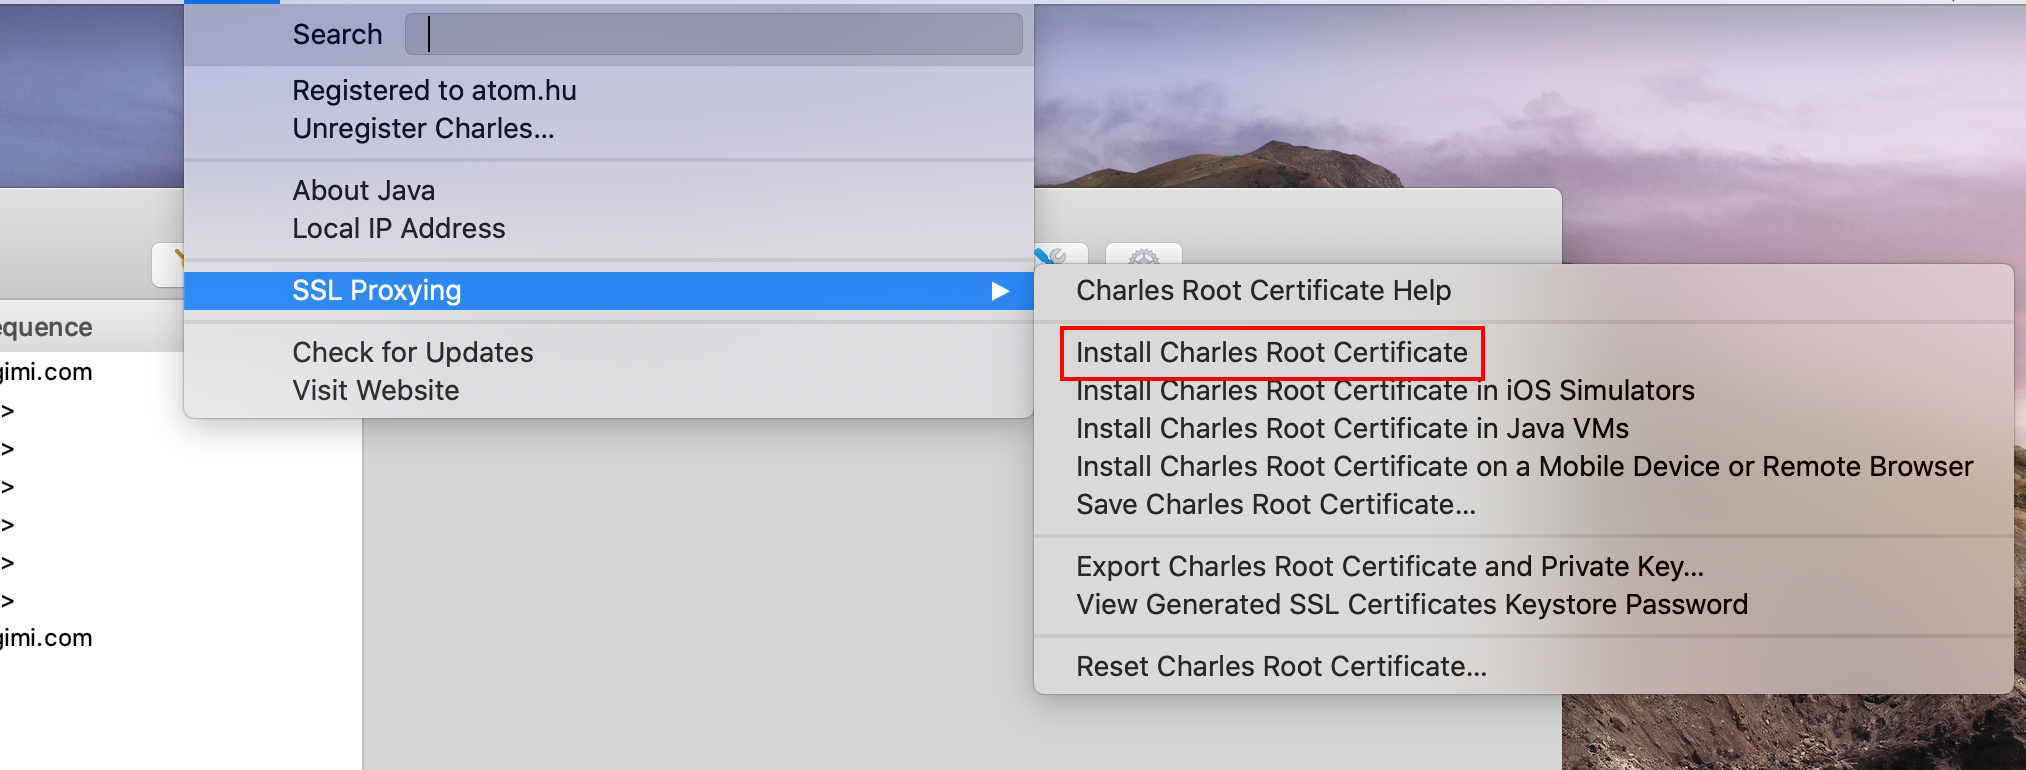 Search
Registered to atom.hu
Unregister Charles...
About Java
Local IP Address
SSL Proxying
Check for Updates
Visit Website
Charles Root Certificate Help
Install Charles Root Certificate
Install Charles Root Certificate in iOS Simulators
Install Charles Root Certificate in Java VMs
Install Charles Root Certificate on a Mobile Device or Remote Browser
Save Charles Root Certificate...
Export Charles Root Certificate and Private Key...
View Generated SSL Certificates Keystore Password
Reset Charles Root Certificate...
equence
gimi.com
>
>
>
>
>
>
gimi.com